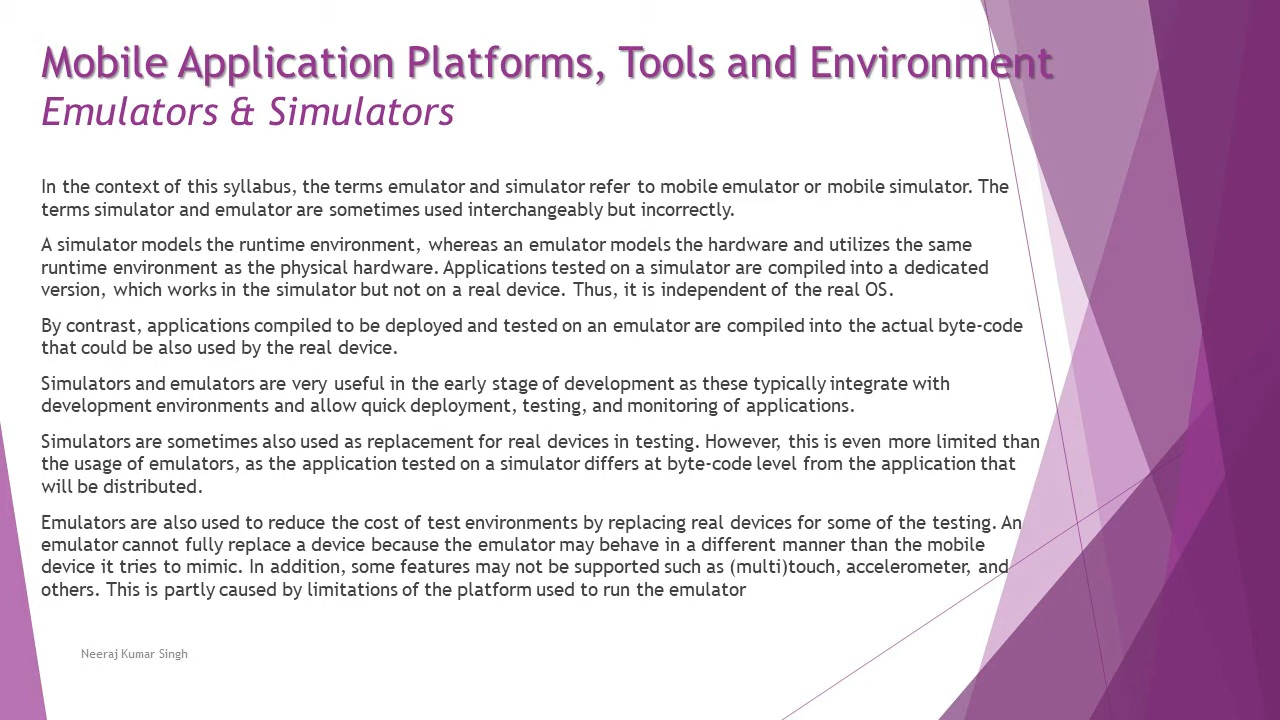 Mobile Application Platforms, Tools and Environment
Emulators & Simulators
In the context of this syllabus, the terms emulator and simulator refer to mobile emulator or mobile simulator. The
terms simulator and emulator are sometimes used interchangeably but incorrectly.
A simulator models the runtime environment, whereas an emulator models the hardware and utilizes the same
runtime environment as the physical hardware. Applications tested on a simulator are compiled into a dedicated
version, which works in the simulator but not on a real device. Thus, it is independent of the real OS.
By contrast, applications compiled to be deployed and tested on an emulator are compiled into the actual byte-code
that could be also used by the real device.
Simulators and emulators are very useful in the early stage of development as these typically integrate with
development environments and allow quick deployment, testing, and monitoring of applications.
Simulators are sometimes also used as replacement for real devices in testing. However, this is even more limited than
the usage of emulators, as the application tested on a simulator differs at byte-code level from the application that
will be distributed.
Emulators are also used to reduce the cost of test environments by replacing real devices for some of the testing. An
emulator cannot fully replace a device because the emulator may behave in a different manner than the mobile
device it tries to mimic. In addition, some features may not be supported such as (multi)touch, accelerometer, and
others. This is partly caused by limitations of the platform used to run the emulator
Neeraj Kumar Singh